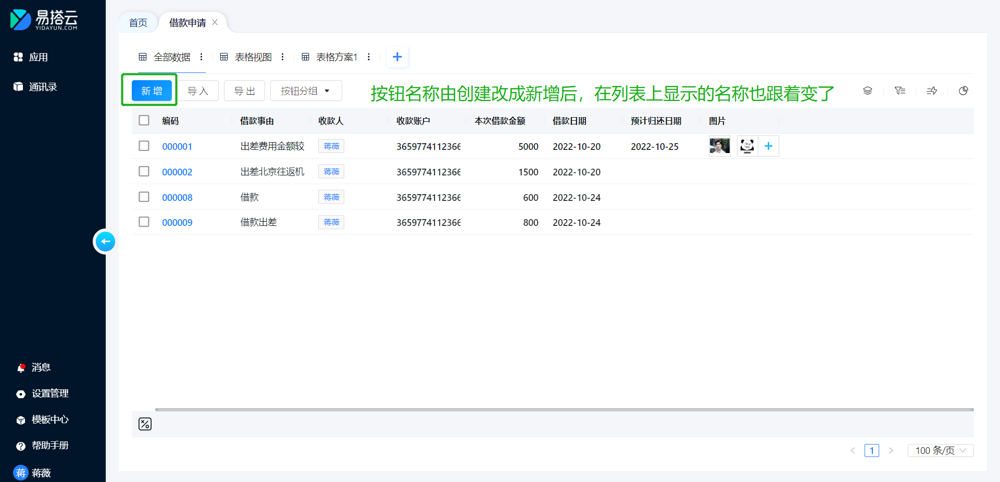 易搭云
YIDAYUN.COM
应用
通讯录
消息
设置管理
模板中心
帮助手册
蒋 蒋薇
首页 借款申请
全部数据 表格视图 表格方案1
新增 导入 导出 按钮分组
按钮名称由创建改成新增后，在列表上显示的名称也跟着变了
编码 借款事由 收款人 收款账户 本次借款金额 借款日期 预计归还日期 图片
000001 出差费用金额较 蒋薇 3659774112366 5000 2022-10-20 2022-10-25
000002 出差北京往返机 蒋薇 3659774112366 1500 2022-10-20
000008 借款 蒋薇 3659774112366 600 2022-10-24
000009 借款出差 蒋薇 3659774112366 800 2022-10-24
1 100 条/页